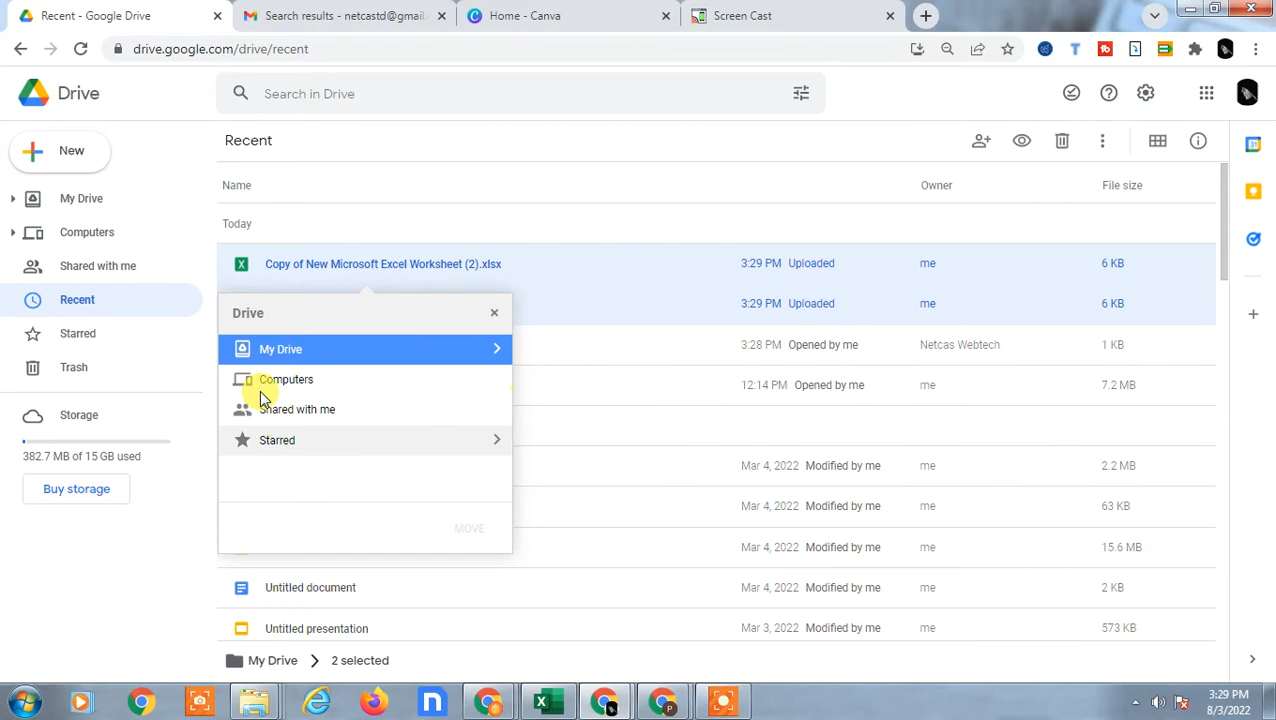 Recent - Google Drive
Search results - netcastd@gmail
Home - Canva
Screen Cast
drive.google.com/drive/recent
Drive
Search in Drive
New
Recent
My Drive
Name
Owner
File size
Computers
Today
Shared with me
Copy of New Microsoft Excel Worksheet (2).xlsx
3:29 PM Uploaded
me
6 KB
Recent
3:29 PM Uploaded
me
6 KB
Drive
Starred
My Drive
3:28 PM Opened by me
Netcas Webtech
1 KB
Trash
Computers
12:14 PM Opened by me
me
7.2 MB
Storage
Shared with me
382.7 MB of 15 GB used
Starred
Buy storage
Mar 4, 2022 Modified by me
me
2.2 MB
Mar 4, 2022 Modified by me
me
63 KB
MOVE
Mar 4, 2022 Modified by me
me
15.6 MB
Untitled document
Mar 4, 2022 Modified by me
me
2 KB
Untitled presentation
Mar 3, 2022 Modified by me
me
573 KB
My Drive
2 selected
3:29 PM
8/3/2022